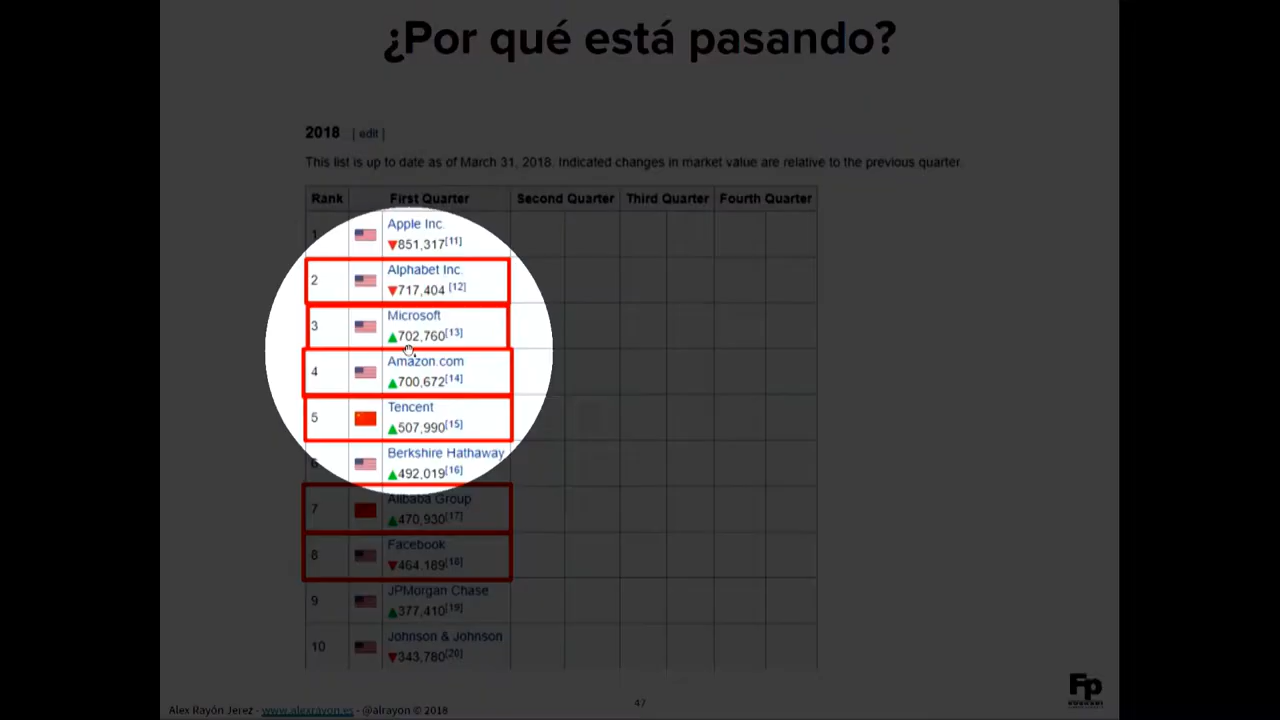 ¿Por qué está pasando?
2018 [ edit ]
This list is up to date as of March 31, 2018. Indicated changes in market value are relative to the previous quarter.
Rank First Quarter Second Quarter Third Quarter Fourth Quarter
1 Apple Inc.
▼851,317[11]
2 Alphabet Inc.
▼717,404 [12]
3 Microsoft
▲702,760[13]
4 Amazon.com
▲700,672[14]
5 Tencent
▲507,990[15]
6 Berkshire Hathaway
▲492,019[16]
7 Alibaba Group
▲470,930[17]
8 Facebook
▼464,189[18]
9 JPMorgan Chase
▲377,410[19]
10 Johnson & Johnson
▼343,780[20]
Alex Rayón Jerez - www.alexrayon.es - @alrayon © 2018
47
Fp